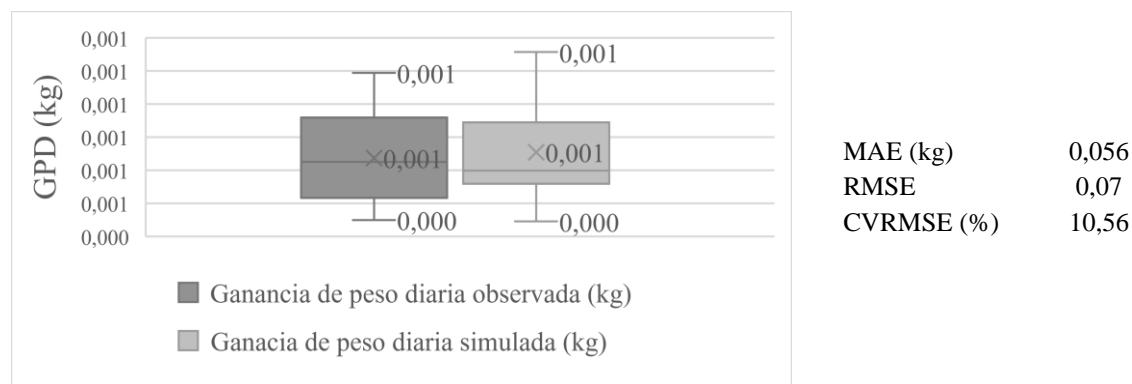 0,001
0,001
0,001
0,001
0,001
0,001
0,000
GPD (kg)
0,001
0,001
0,000
0,001
0,001
0,000
Ganancia de peso diaria observada (kg)
Ganacia de peso diaria simulada (kg)
MAE (kg) 0,056
RMSE 0,07
CVRMSE (%) 10,56